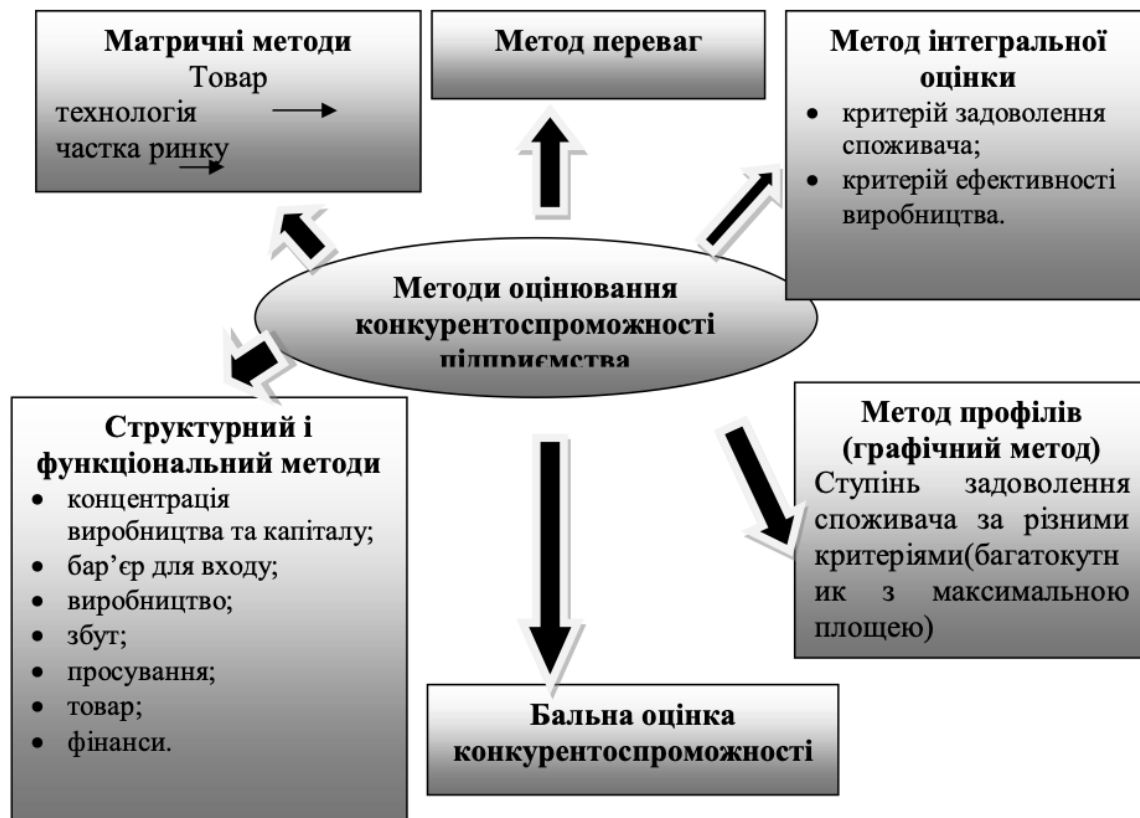 Матричні методи
Товар
технологія
частка ринку
Метод переваг
Метод інтегральної
оцінки
• критерій задоволення
споживача;
• критерій ефективності
виробництва.
Методи оцінювання
конкурентоспроможності
підприємства
Структурний і
функціональний методи
• концентрація
виробництва та капіталу;
• бар’єр для входу;
• виробництво;
• збут;
• просування;
• товар;
• фінанси.
Метод профілів
(графічний метод)
Ступінь задоволення
споживача за різними
критеріями(багатокутн
ик з максимальною
площею)
Бальна оцінка
конкурентоспроможності